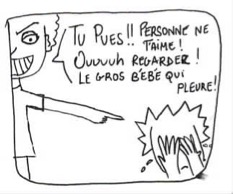 TU PUES!! PERSONNE NE
T'AIME!
OUUUUH REGARDER!
LE GROS BÉBÉ QUI
PLEURE!